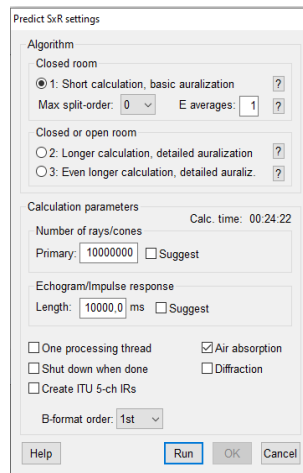 Predict SxR settings
Algorithm
Closed room
1: Short calculation, basic auralization ?
Max split-order: 0 E averages: 1 ?
Closed or open room
2: Longer calculation, detailed auralization ?
3: Even longer calculation, detailed auraliz. ?
Calculation parameters
Calc. time: 00:24:22
Number of rays/cones
Primary: 10000000 Suggest
Echogram/Impulse response
Length: 10000,0 ms Suggest
One processing thread Air absorption
Shut down when done Diffraction
Create ITU 5-ch IRs
B-format order: 1st
Help Run OK Cancel